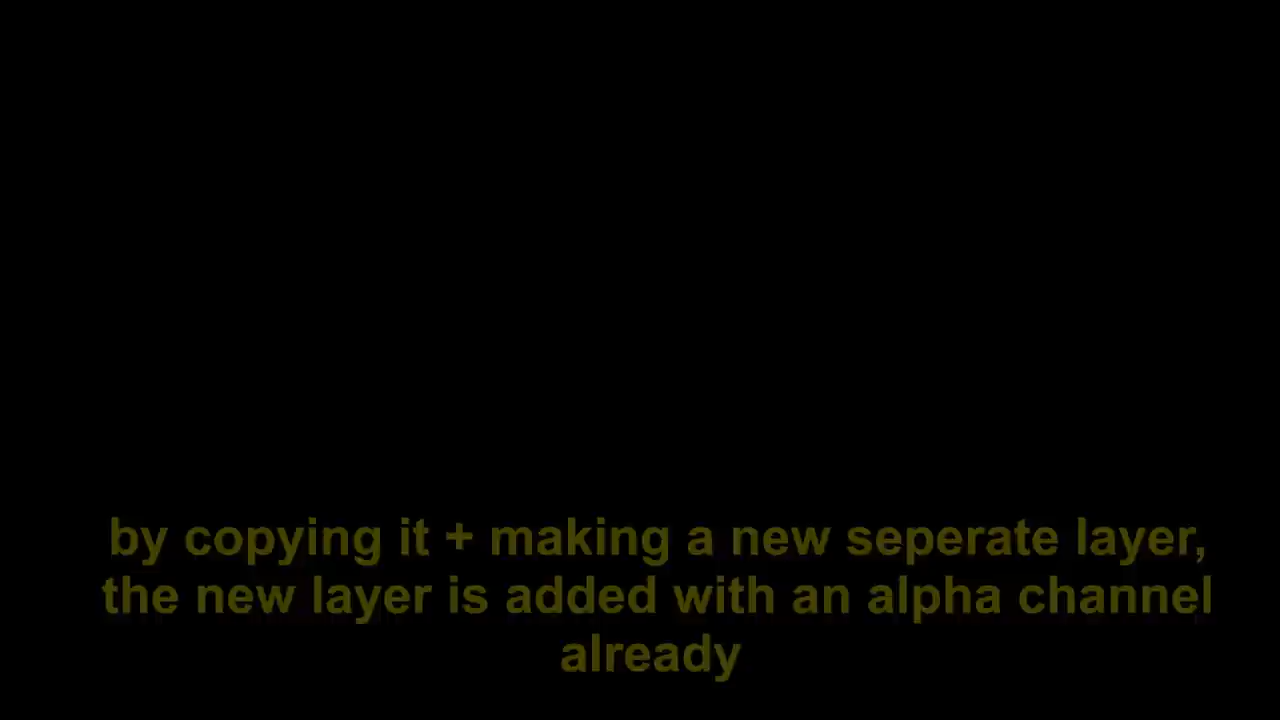 by copying it + making a new seperate layer,
the new layer is added with an alpha channel
already